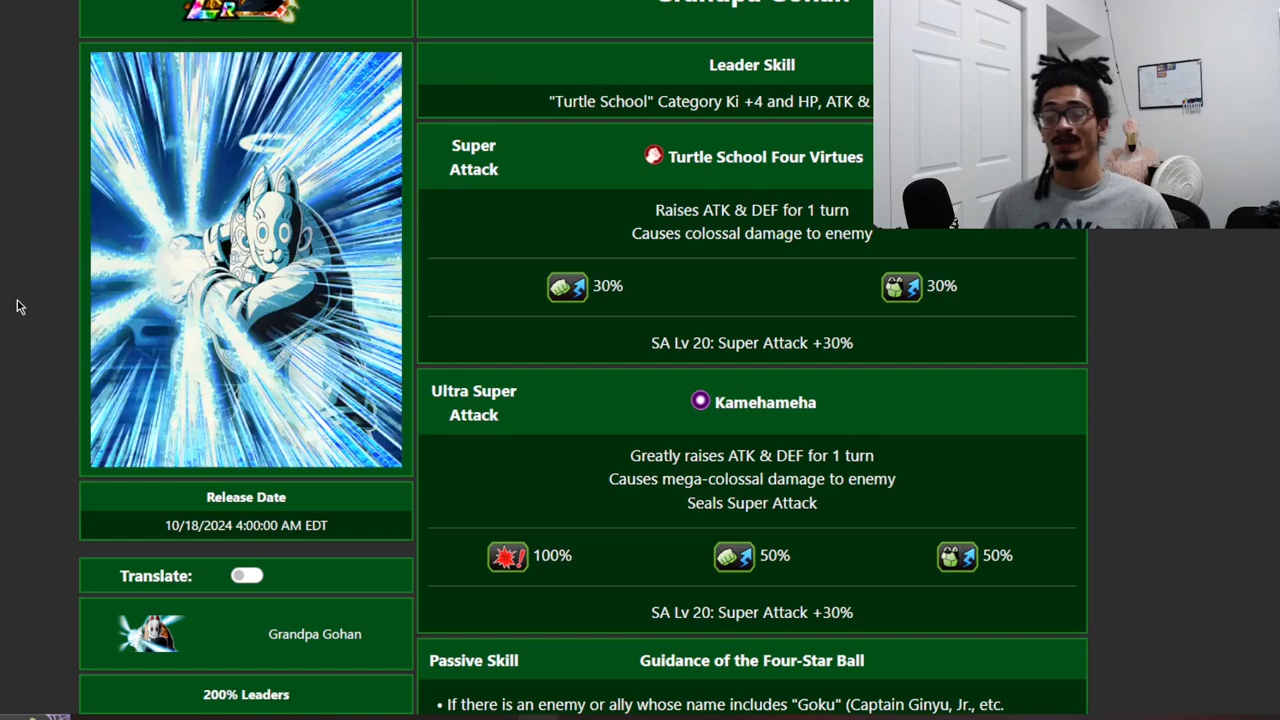 Grandpa Gohan
Leader Skill
"Turtle School" Category Ki +4 and HP, ATK &
Super
Attack
Turtle School Four Virtues
Raises ATK & DEF for 1 turn
Causes colossal damage to enemy
30%
30%
SA Lv 20: Super Attack +30%
Ultra Super
Attack
Kamehameha
Greatly raises ATK & DEF for 1 turn
Causes mega-colossal damage to enemy
Seals Super Attack
100%
50%
50%
SA Lv 20: Super Attack +30%
Release Date
10/18/2024 4:00:00 AM EDT
Translate:
Grandpa Gohan
200% Leaders
Passive Skill
Guidance of the Four-Star Ball
• If there is an enemy or ally whose name includes "Goku" (Captain Ginyu, Jr., etc.